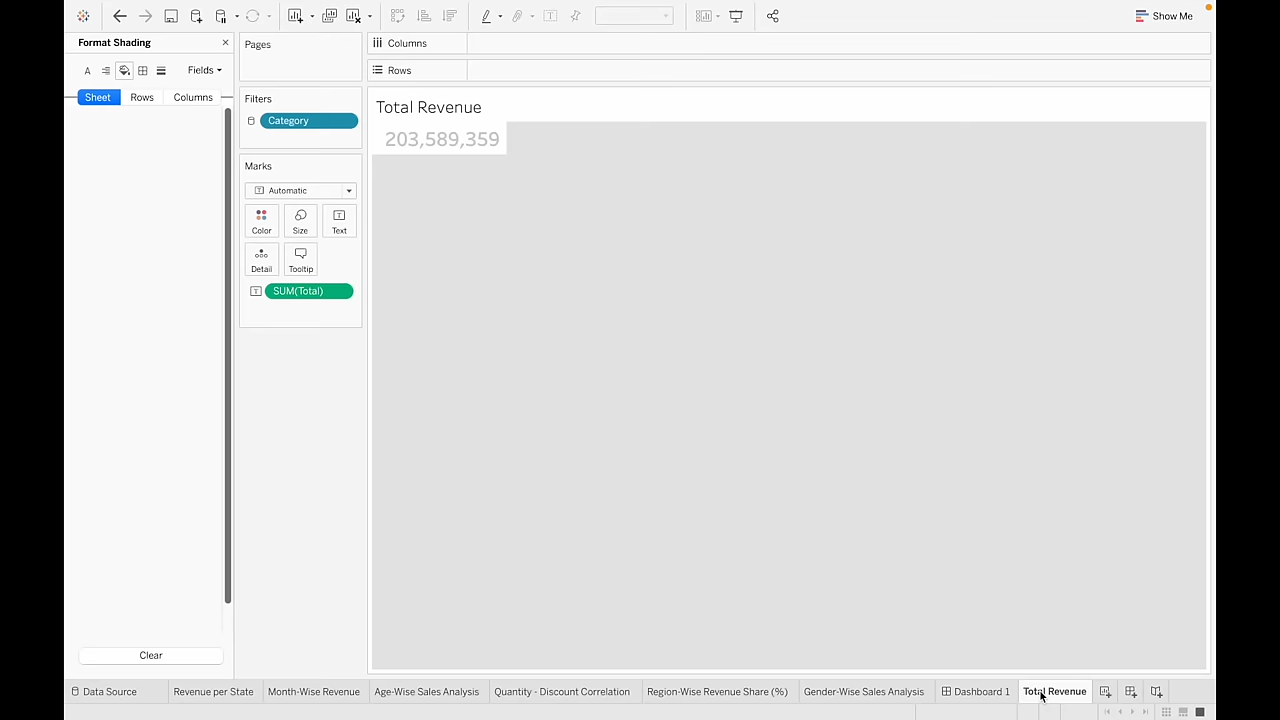 Show Me
Format Shading
Fields
Sheet Rows Columns
Clear
Pages
Filters
Category
Marks
Automatic
Color Size Text
Detail Tooltip
SUM(Total)
Columns
Rows
Total Revenue
203,589,359
Data Source Revenue per State Month-Wise Revenue Age-Wise Sales Analysis Quantity - Discount Correlation Region-Wise Revenue Share (%) Gender-Wise Sales Analysis Dashboard 1 Total Revenue